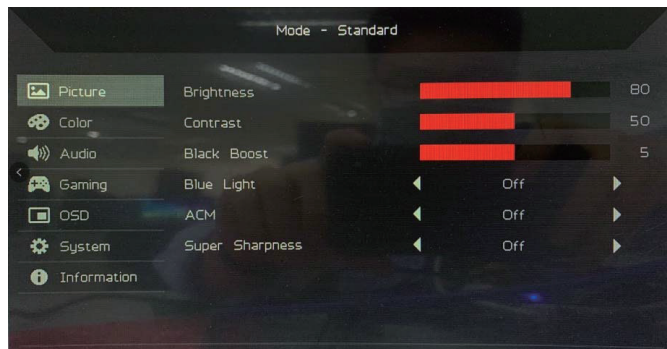 Mode - Standard
Picture
Brightness 80
Color
Contrast 50
Audio
Black Boost 5
Gaming
Blue Light Off
OSD
ACM Off
System
Super Sharpness Off
Information